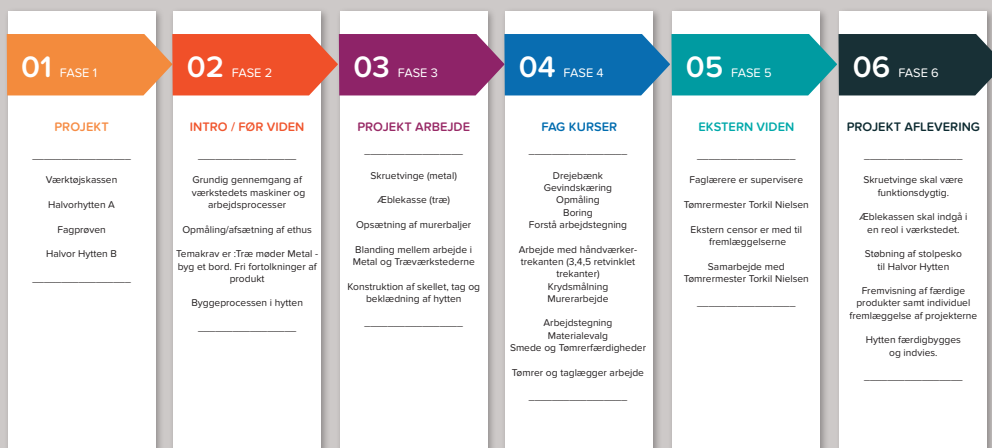 01 FASE 1
PROJEKT
Værktøjskassen
Halvorhytten A
Fagprøven
Halvor Hytten B
02 FASE 2
INTRO / FØR VIDEN
Grundig gennemgang af
værkstedets maskiner og
arbejdsprocesser
Opmåling/afsætning af ethus
Temakrav er :Træ møder Metal -
byg et bord. Fri fortolkninger af
produkt
Byggeprocessen i hytten
03 FASE 3
PROJEKT ARBEJDE
Skruetvinge (metal)
Æblekasse (træ)
Opsætning af murerbaljer
Blanding mellem arbejde i
Metal og Træværkstederne
Konstruktion af skellet, tag og
beklædning af hytten
04 FASE 4
FAG KURSER
Drejebænk
Gevindskæring
Opmåling
Boring
Forstå arbejdstegning
Arbejde med håndværker-
trekanten (3,4,5 retvinklet
trekanter)
Krydsmåling
Murerarbejde
Arbejdstegning
Materialevalg
Smede og Tømrerfærdigheder
Tømrer og taglægger arbejde
05 FASE 5
EKSTERN VIDEN
Faglærere er supervisere
Tømrermester Torkil Nielsen
Ekstern censor er med til
fremlæggelserne
Samarbejde med
Tømrermester Torkil Nielsen
06 FASE 6
PROJEKT AFLEVERING
Skruetvinge skal være
funktionsdygtig.
Æblekassen skal indgå i
en reol i værkstedet.
Støbning af stolpesko
til Halvor Hytten
Fremvisning af færdige
produkter samt individuel
fremlæggelse af projekterne
Hytten færdigbygges
og indvies.